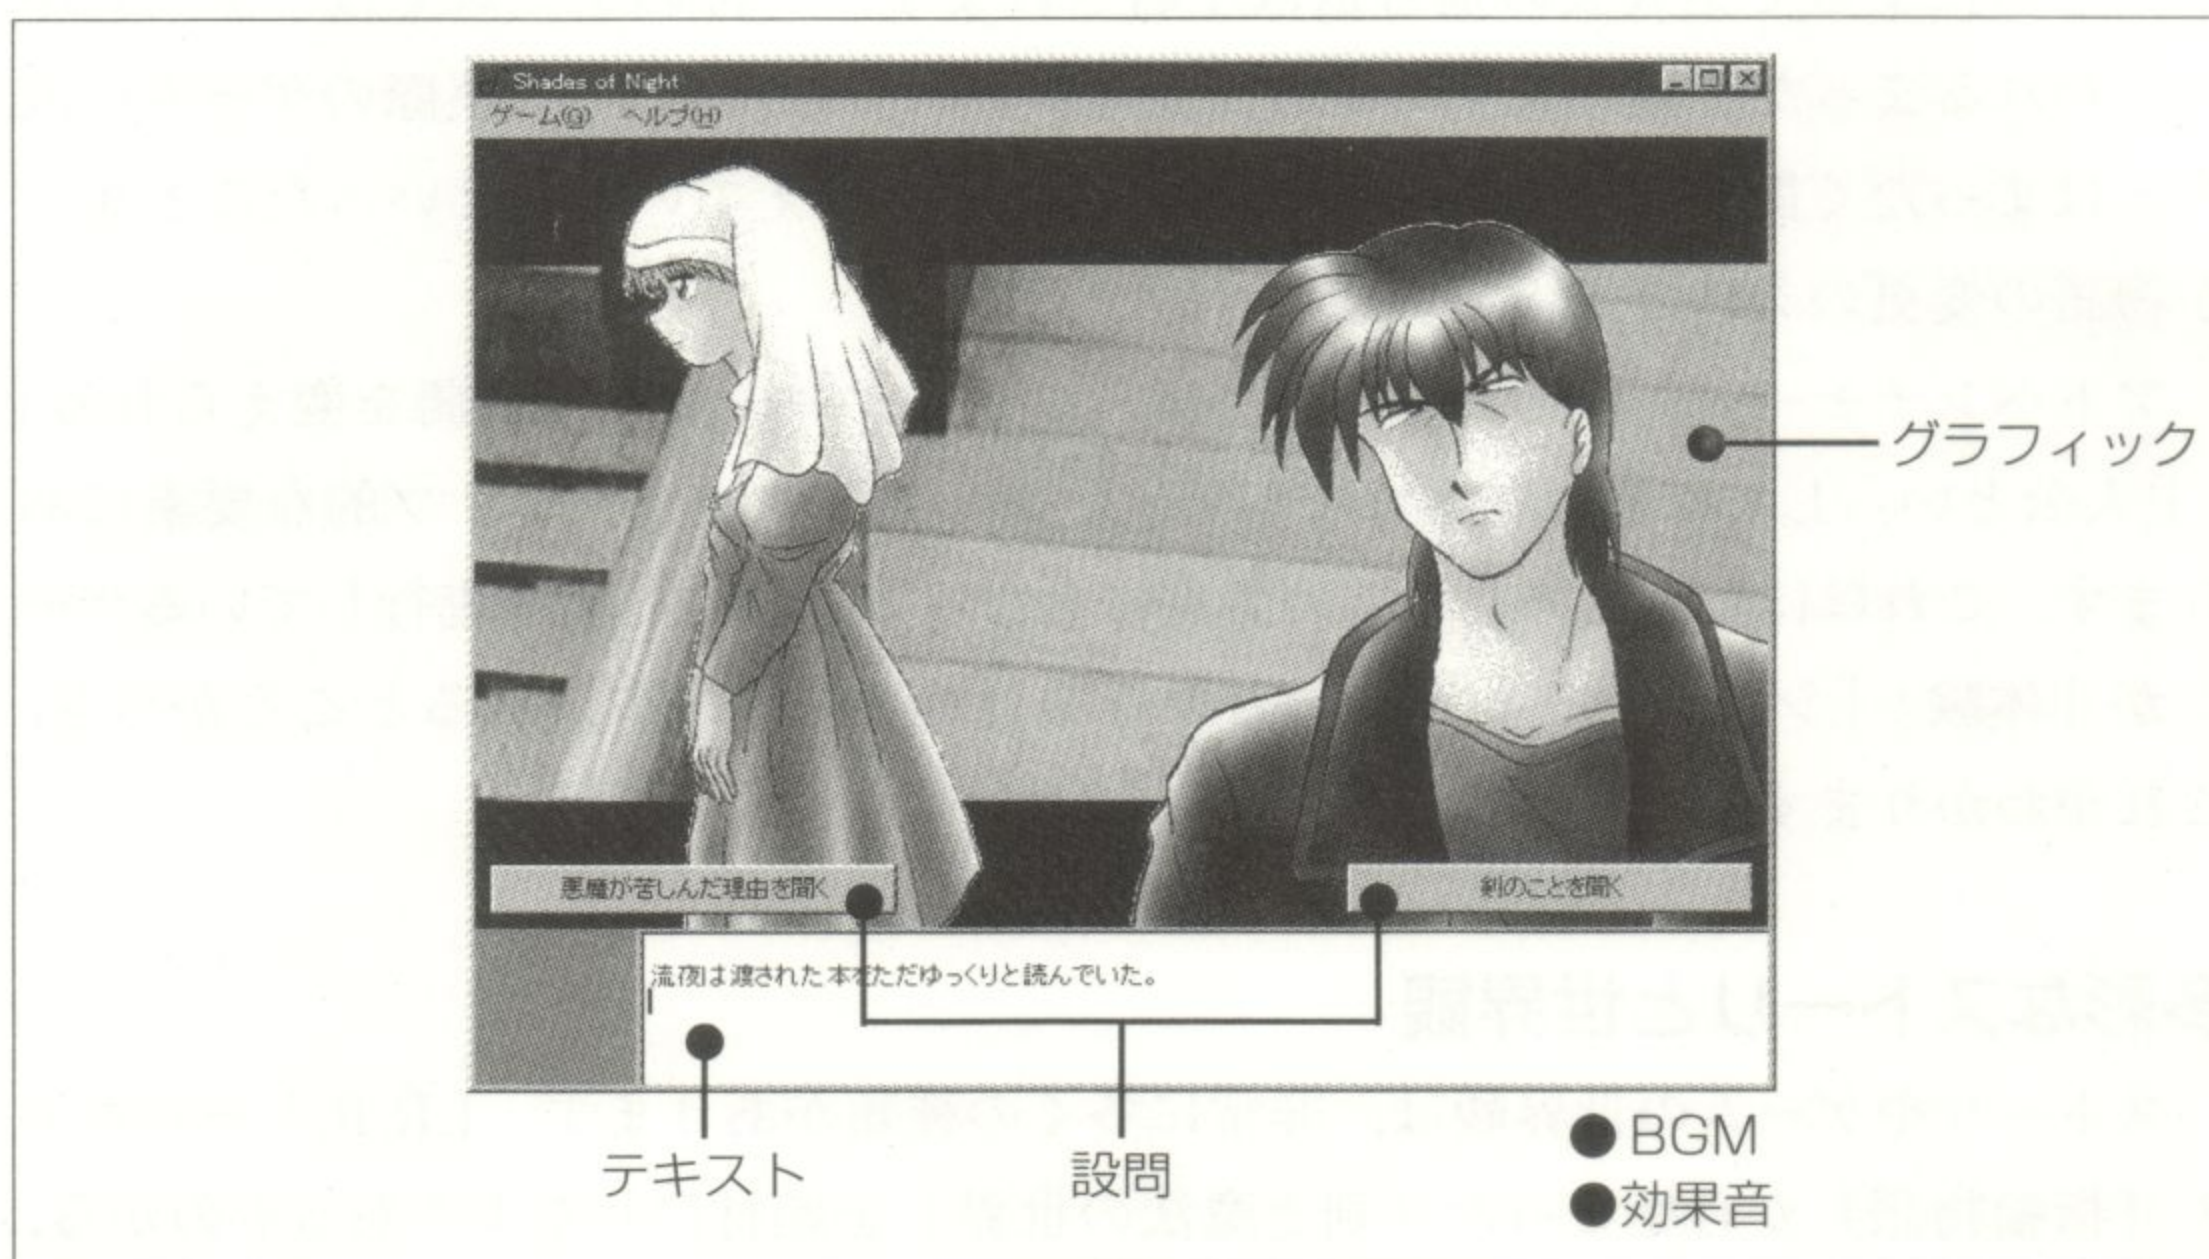 Shades of Night
ゲーム(G) ヘルプ(H)
グラフィック
悪魔が苦しんだ理由を聞く
剣のことを聞く
流夜は渡された本をただゆっくりと読んでいた。
テキスト
設問
●BGM
●効果音